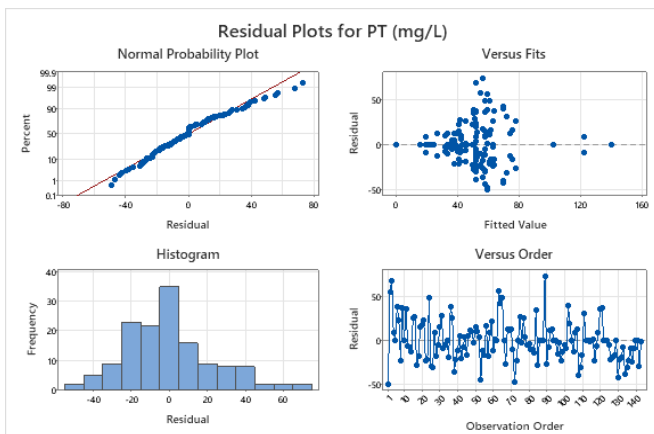 Residual Plots for PT (mg/L)
Normal Probability Plot
99.9
99
90
50
10
1
0.1
Percent
-80 -40 0 40 80
Residual
Versus Fits
50
0
-50
Residual
0 40 80 120 160
Fitted Value
Histogram
40
30
20
10
0
Frequency
-40 -20 0 20 40 60
Residual
Versus Order
50
0
-50
Residual
1 10 20 30 40 50 60 70 80 90 100 110 120 130 140
Observation Order